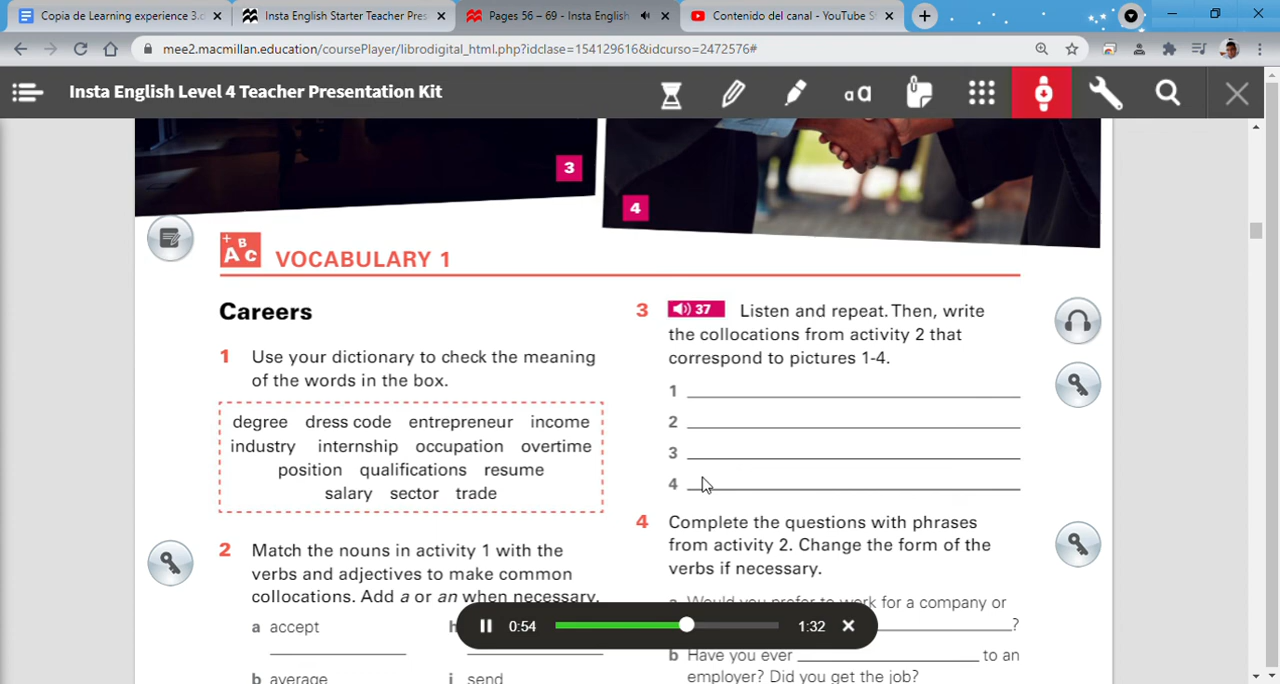 Copia de Learning experience 3.c
Insta English Starter Teacher Pres
Pages 56 – 69 - Insta English
Contenido del canal - YouTube S
mee2.macmillan.education/coursePlayer/librodigital_html.php?idclase=154129616&idcurso=2472576#
Insta English Level 4 Teacher Presentation Kit
a a
3
4
+ B A c
VOCABULARY 1
Careers
1 Use your dictionary to check the meaning
of the words in the box.
degree dress code entrepreneur income
industry internship occupation overtime
position qualifications resume
salary sector trade
2 Match the nouns in activity 1 with the
verbs and adjectives to make common
collocations. Add a or an when necessary.
a accept
b average
i send
3 37 Listen and repeat. Then, write
the collocations from activity 2 that
correspond to pictures 1-4.
1
2
3
4
4 Complete the questions with phrases
from activity 2. Change the form of the
verbs if necessary.
a Would you prefer to work for a company or
?
b Have you ever to an
employer? Did you get the job?
0:54
1:32